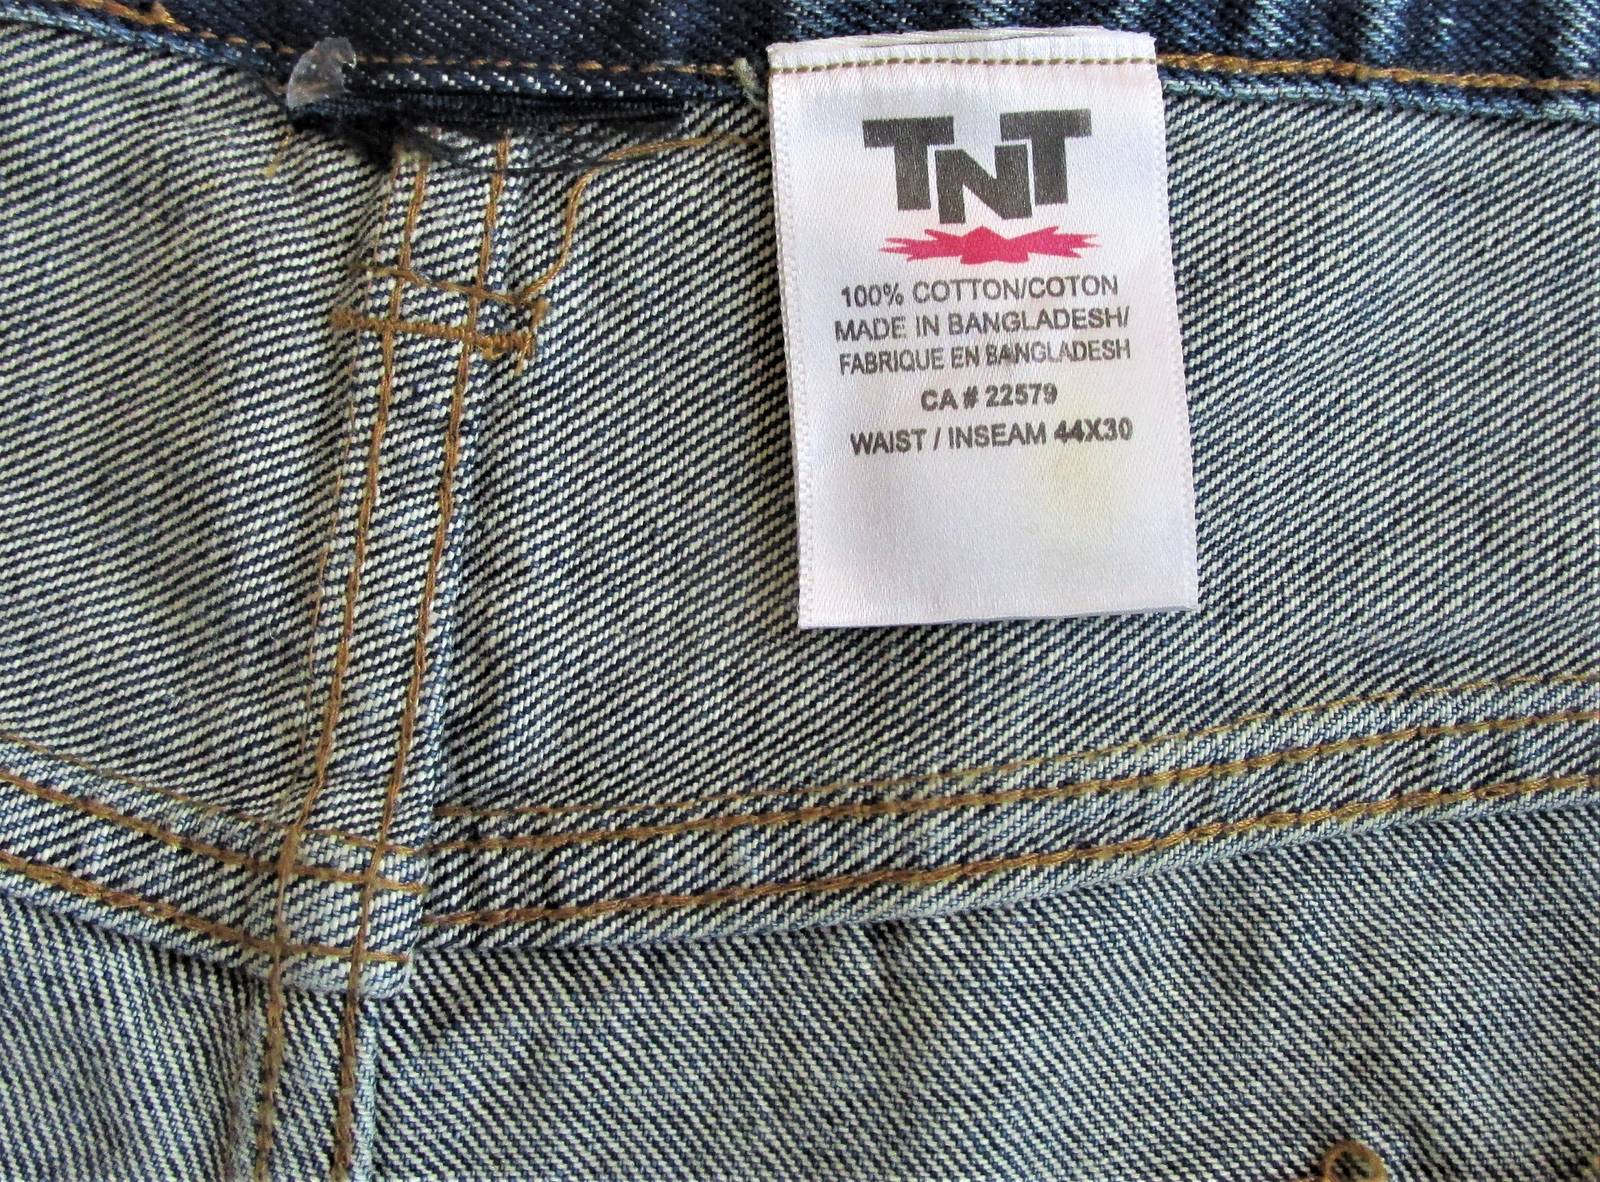 TNT
100% COTTON/COTON
MADE IN BANGLADESH/
FABRIQUE EN BANGLADESH
CA # 22579
WAIST / INSEAM 44X30